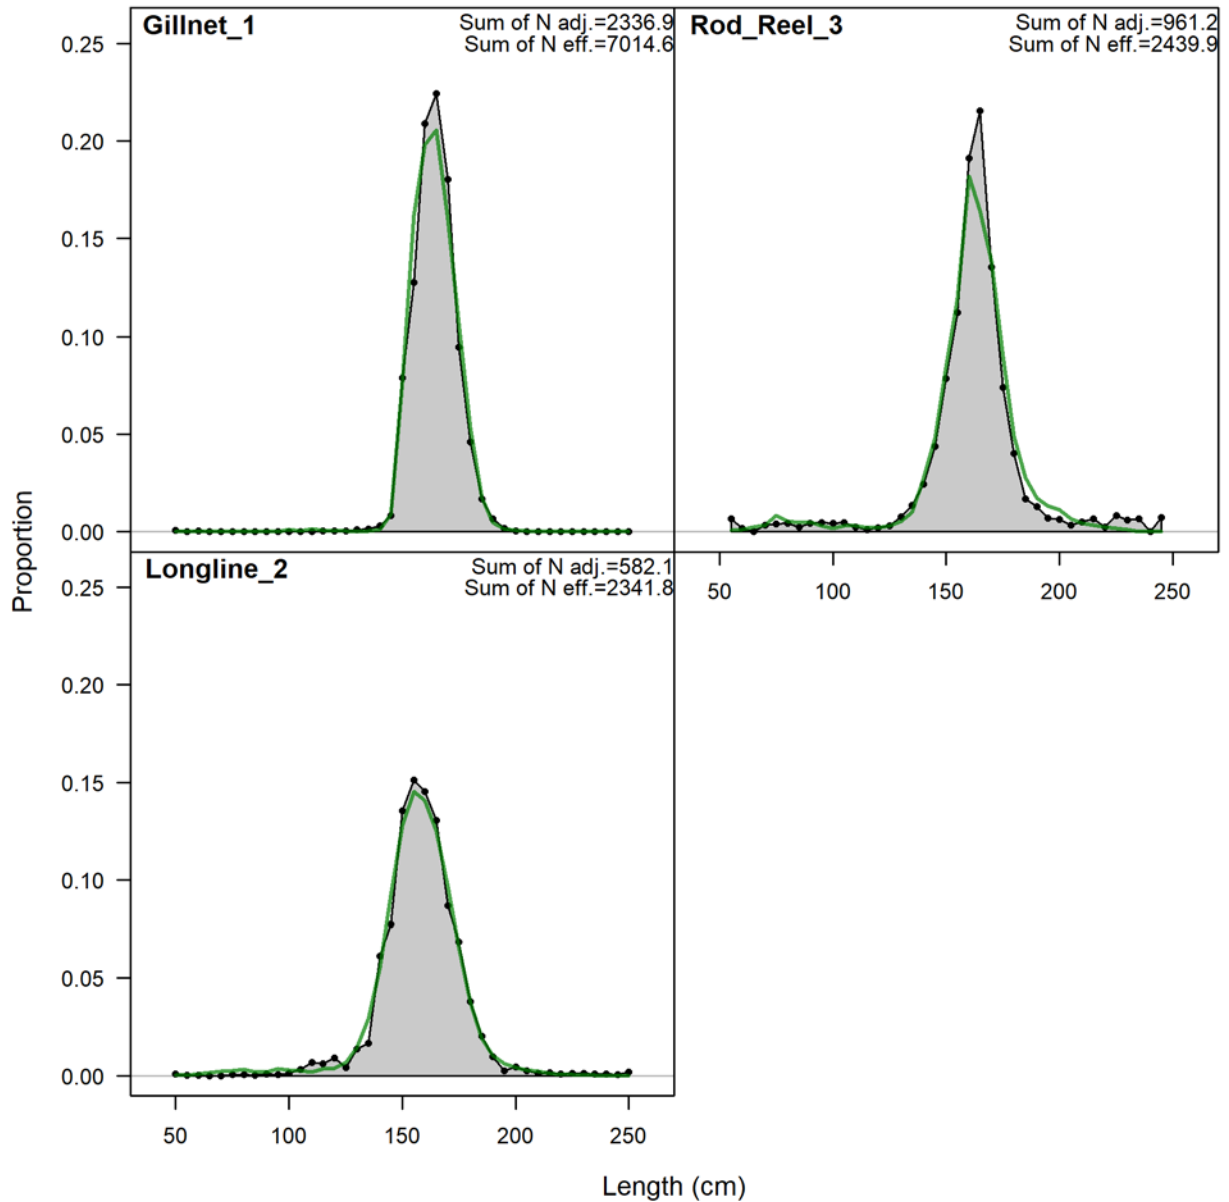 Gillnet_1
Sum of N adj.=2336.9
Sum of N eff.=7014.6
Rod_Reel_3
Sum of N adj.=961.2
Sum of N eff.=2439.9
0.25
0.20
0.15
0.10
0.05
0.00
50 100 150 200 250
Longline_2
Sum of N adj.=582.1
Sum of N eff.=2341.8
0.25
0.20
0.15
0.10
0.05
0.00
50 100 150 200 250
Proportion
Length (cm)